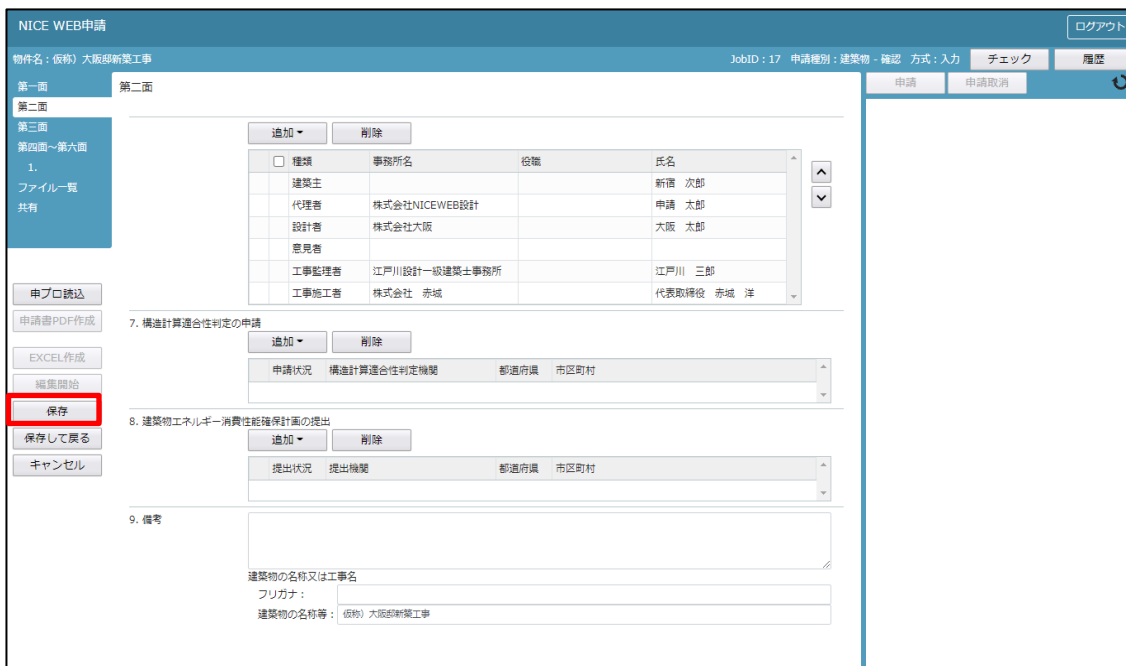 NICE WEB申請
ログアウト
物件名：仮称）大阪邸新築工事
JobID：17 申請種別：建築物 - 確認 方式：入力 チェック 履歴
第一面
第二面
第三面
第四面～第六面
1.
ファイル一覧
共有
申プロ読込
申請書PDF作成
EXCEL作成
編集開始
保存
保存して戻る
キャンセル
第二面
追加 削除
種類 事務所名 役職 氏名
建築主 新宿 次郎
代理者 株式会社NICEWEB設計 申請 太郎
設計者 株式会社大阪 大阪 太郎
意見者
工事監理者 江戸川設計一級建築士事務所 江戸川 三郎
工事施工者 株式会社 赤城 代表取締役 赤城 洋
7. 構造計算適合性判定の申請
追加 削除
申請状況 構造計算適合性判定機関 都道府県 市区町村
8. 建築物エネルギー消費性能確保計画の提出
追加 削除
提出状況 提出機関 都道府県 市区町村
9. 備考
建築物の名称又は工事名
フリガナ：
建築物の名称等： 仮称）大阪邸新築工事
申請 申請取消